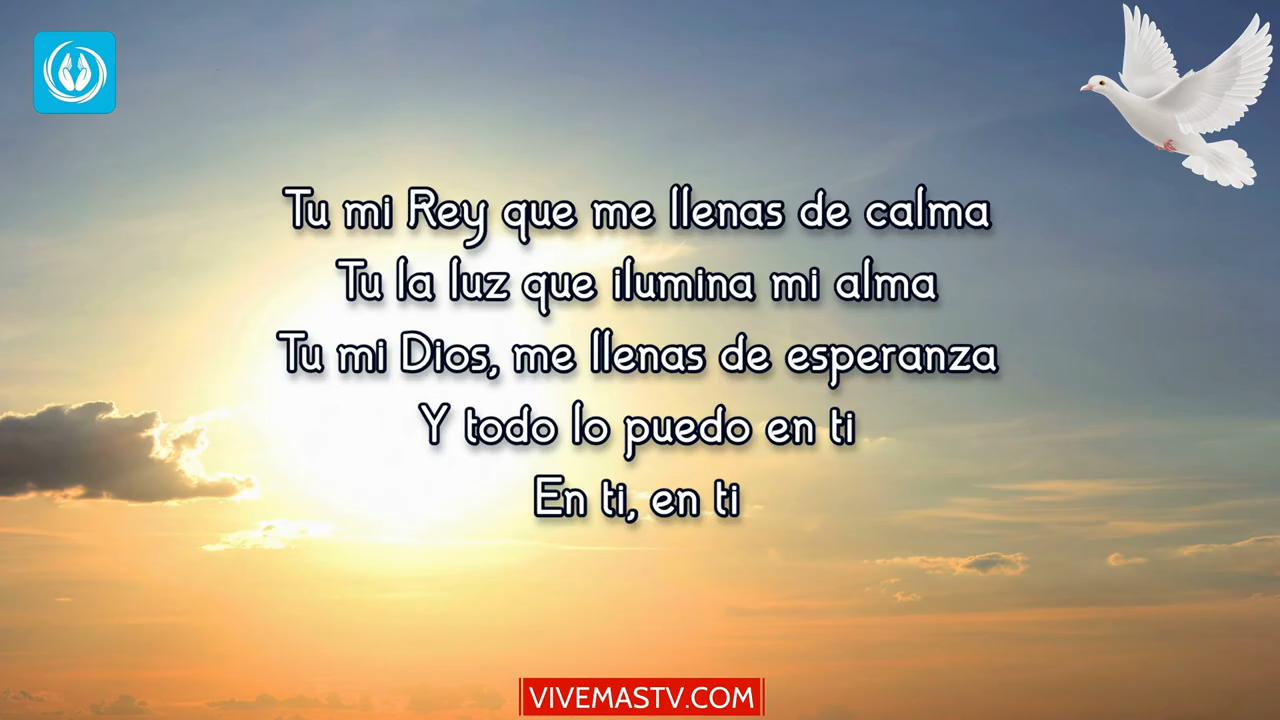 Tu mi Rey que me llenas de calma
Tu la luz que ilumina mi alma
Tu mi Dios, me llenas de esperanza
Y todo lo puedo en ti
En ti, en ti
VIVEMASTV.COM